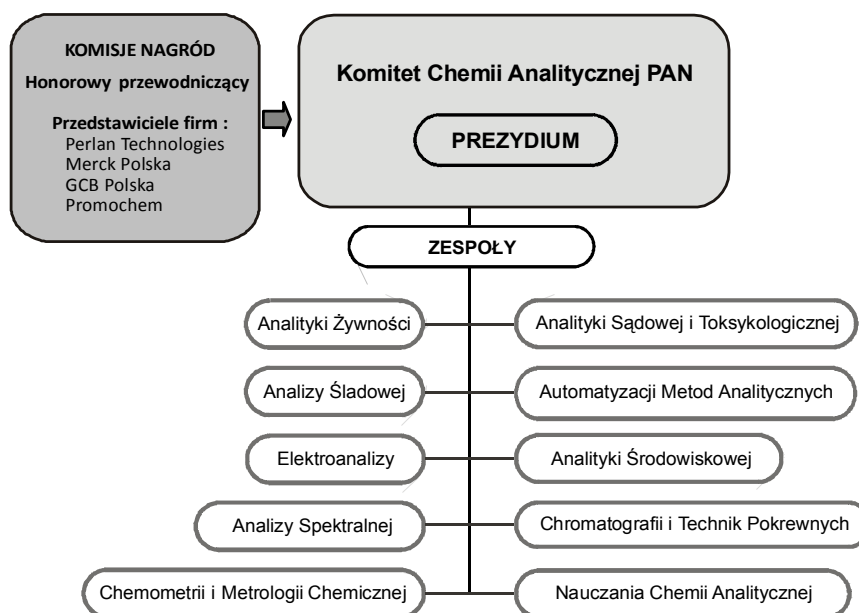 KOMISJE NAGRÓD
Honorowy przewodniczący
Przedstawiciele firm :
Perlan Technologies
Merck Polska
GCB Polska
Promochem
Komitet Chemii Analitycznej PAN
PREZYDIUM
ZESPOŁY
Analityki Żywności
Analityki Sądowej i Toksykologicznej
Analizy Śladowej
Automatyzacji Metod Analitycznych
Elektroanalizy
Analityki Środowiskowej
Analizy Spektralnej
Chromatografii i Technik Pokrewnych
Chemometrii i Metrologii Chemicznej
Nauczania Chemii Analitycznej